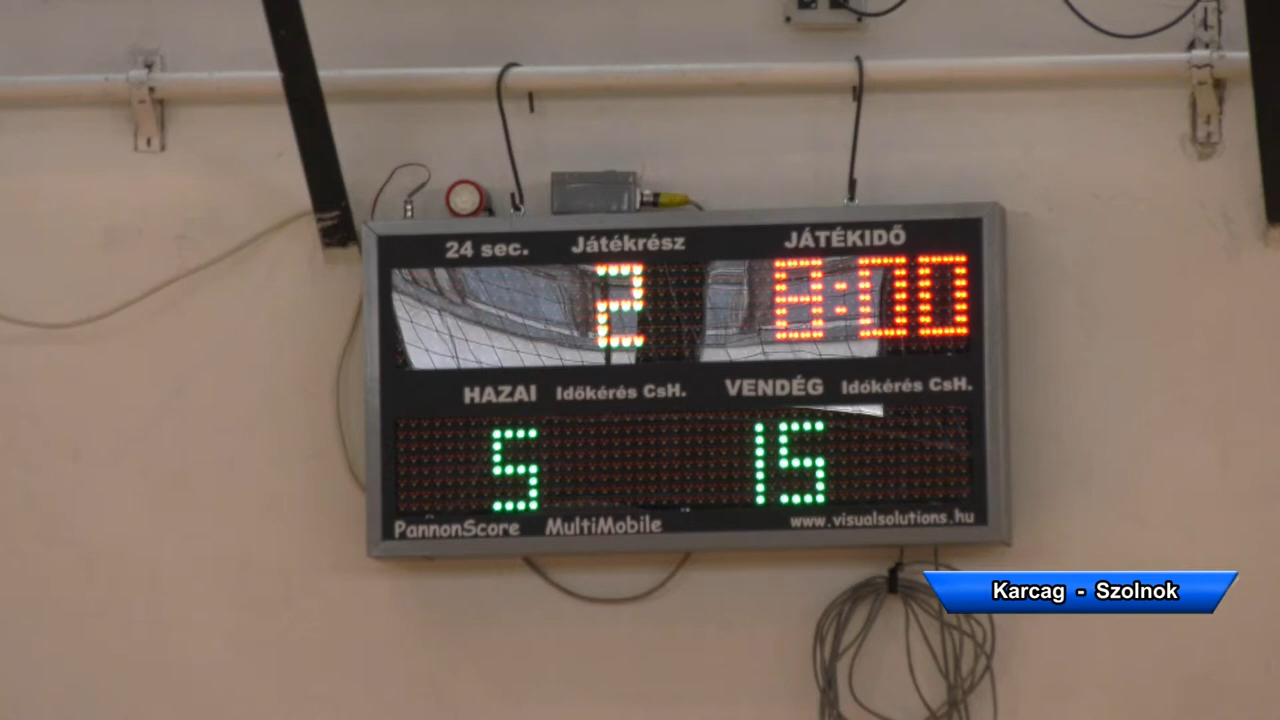 24 sec. Játékrész JÁTÉKIDŐ
2 8:00
HAZAI Időkérés CsH. VENDÉG Időkérés CsH.
5 15
PannonScore MultiMobile www.visualsolutions.hu
Karcag - Szolnok